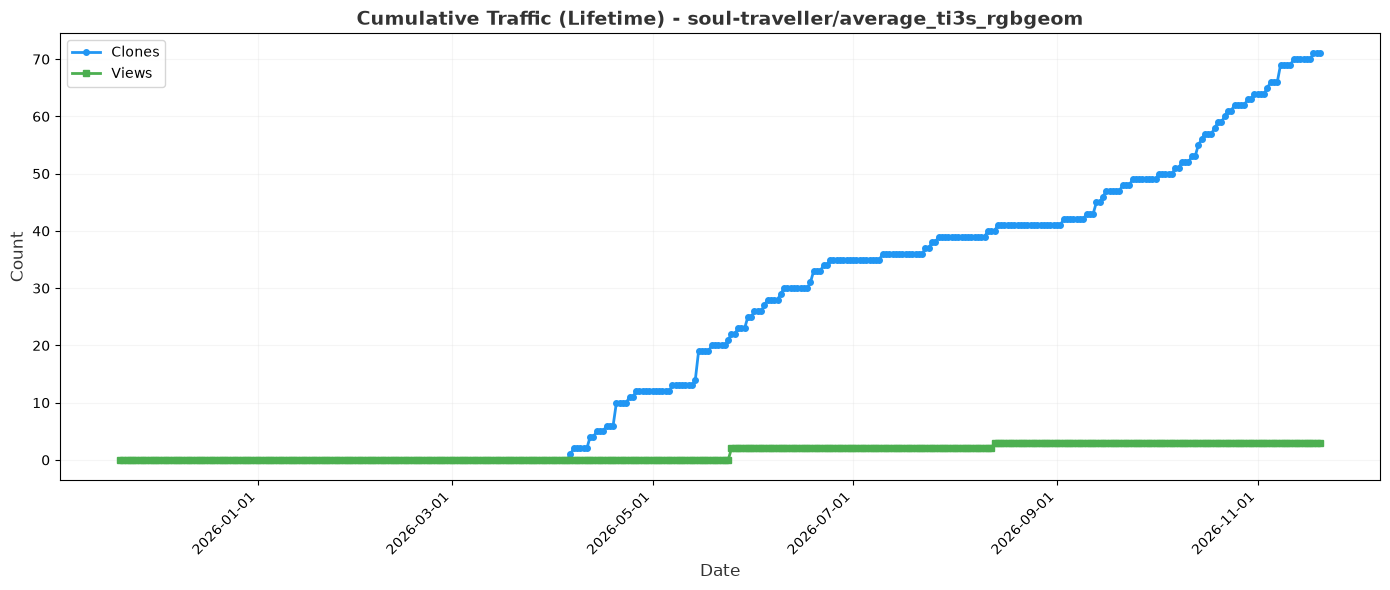 Cumulative Traffic (Lifetime) - soul-traveller/average_ti3s_rgbgeom
Clones
Views
Count
70
60
50
40
30
20
10
0
2026-01-01
2026-03-01
2026-05-01
2026-07-01
2026-09-01
2026-11-01
Date